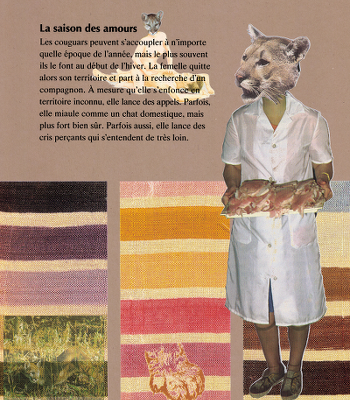 La saison des amours
Les couguars peuvent s'accoupler à n'importe
quelle époque de l'année, mais le plus souvent
ils le font au début de l'hiver. La femelle quitte
alors son territoire et part à la recherche d'un
compagnon. À mesure qu'elle s'enfonce en
territoire inconnu, elle lance des appels. Parfois,
elle miaule comme un chat domestique, mais
plus fort bien sûr. Parfois aussi, elle lance des
cris perçants qui s'entendent de très loin.